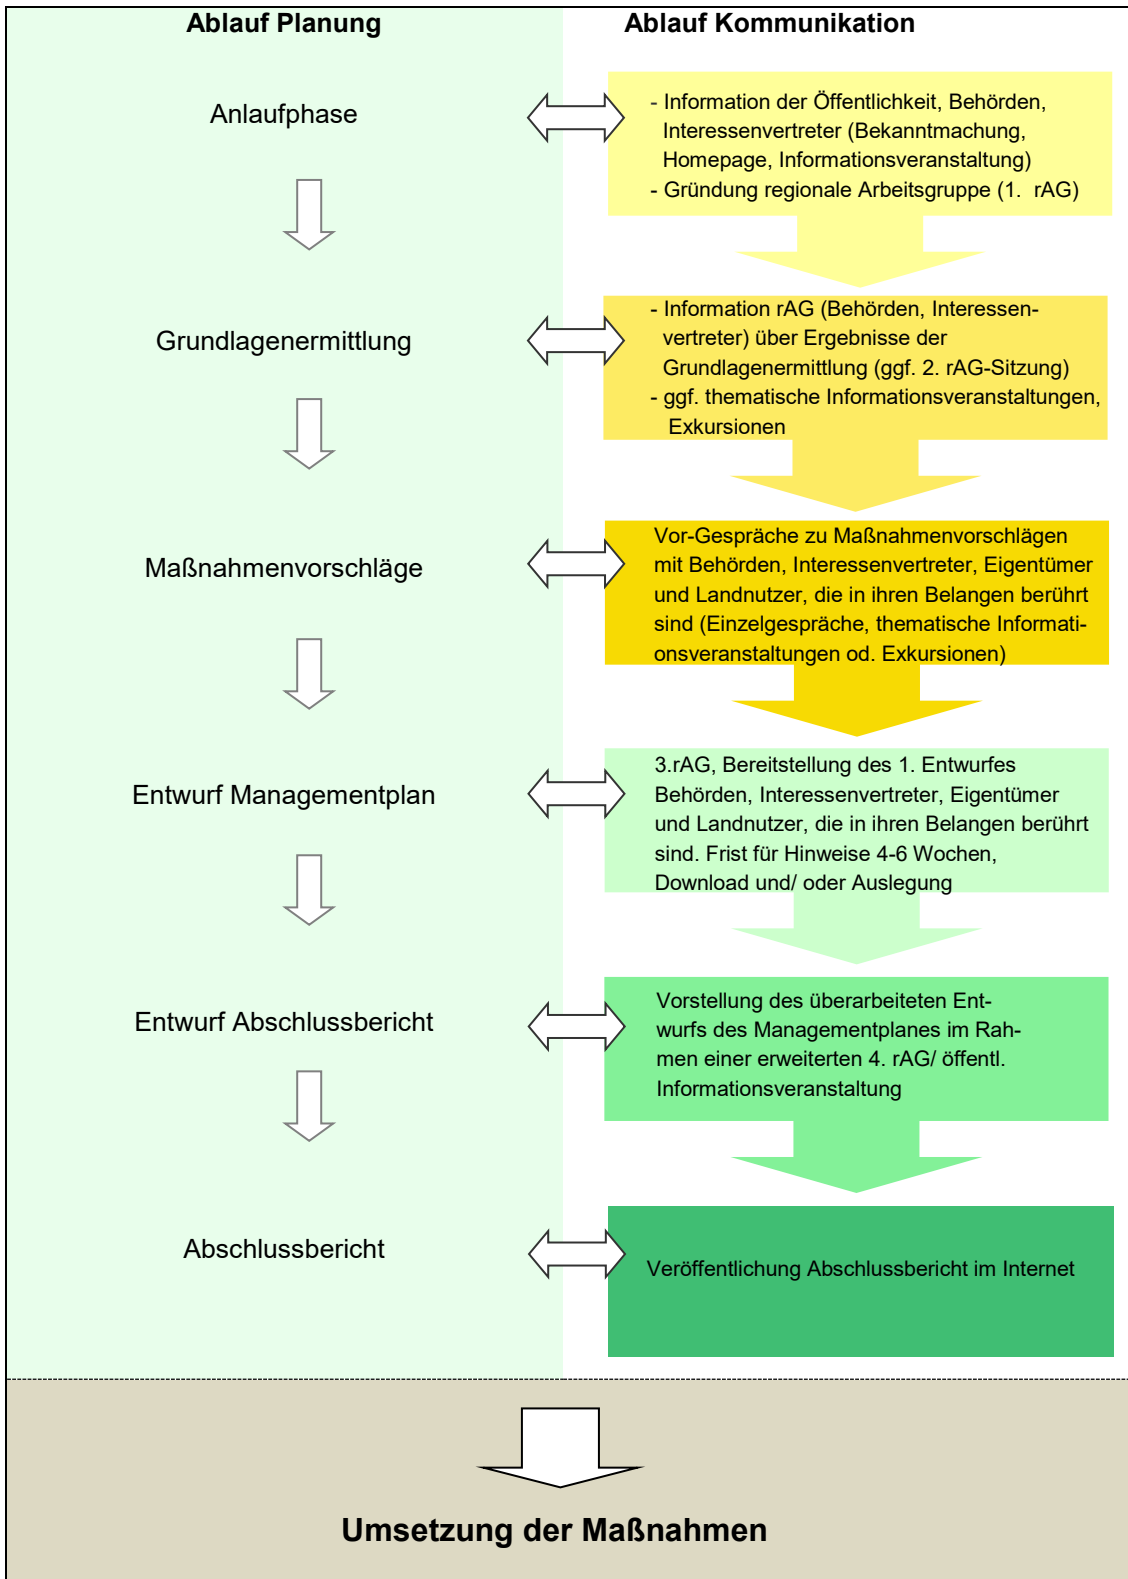 Ablauf Planung
Ablauf Kommunikation
Anlaufphase
- Information der Öffentlichkeit, Behörden,
Interessenvertreter (Bekanntmachung,
Homepage, Informationsveranstaltung)
- Gründung regionale Arbeitsgruppe (1. rAG)
Grundlagenermittlung
- Information rAG (Behörden, Interessen-
vertreter) über Ergebnisse der
Grundlagenermittlung (ggf. 2. rAG-Sitzung)
- ggf. thematische Informationsveranstaltungen,
Exkursionen
Maßnahmenvorschläge
Vor-Gespräche zu Maßnahmenvorschlägen
mit Behörden, Interessenvertreter, Eigentümer
und Landnutzer, die in ihren Belangen berührt
sind (Einzelgespräche, thematische Informati-
onsveranstaltungen od. Exkursionen)
Entwurf Managementplan
3.rAG, Bereitstellung des 1. Entwurfes
Behörden, Interessenvertreter, Eigentümer
und Landnutzer, die in ihren Belangen berührt
sind. Frist für Hinweise 4-6 Wochen,
Download und/ oder Auslegung
Entwurf Abschlussbericht
Vorstellung des überarbeiteten Ent-
wurfs des Managementplanes im Rah-
men einer erweiterten 4. rAG/ öffentl.
Informationsveranstaltung
Abschlussbericht
Veröffentlichung Abschlussbericht im Internet
Umsetzung der Maßnahmen